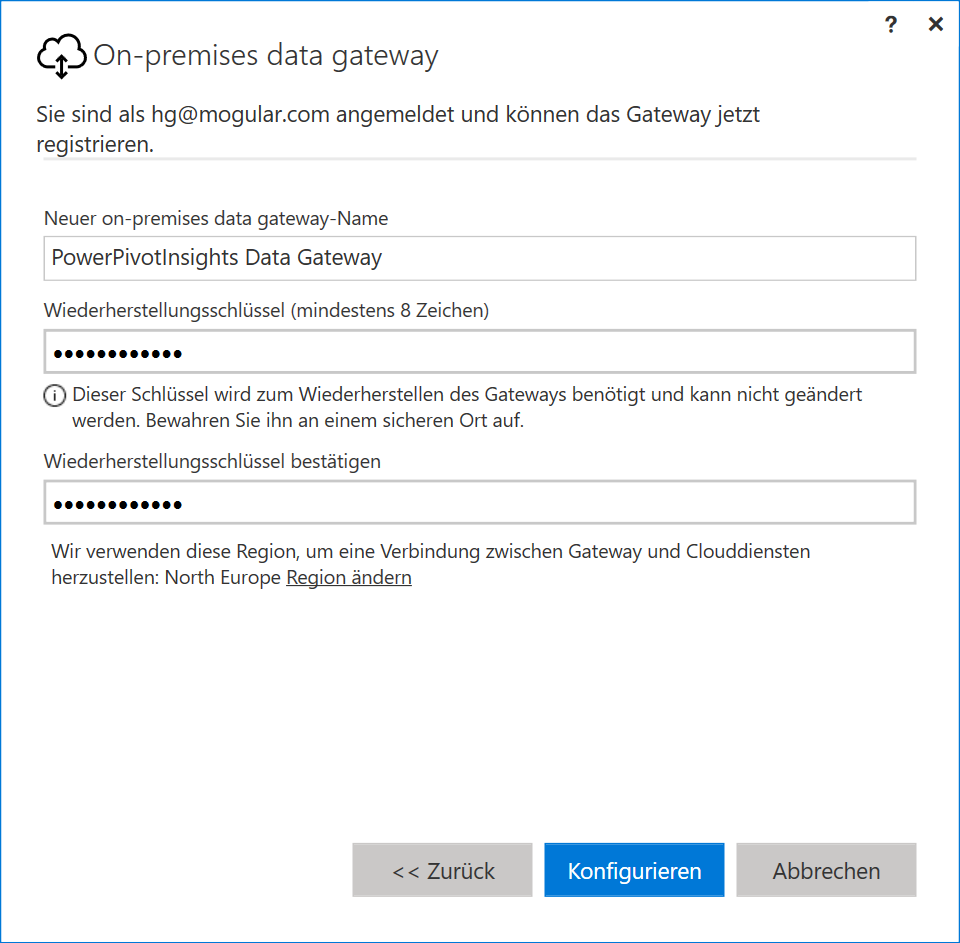 ? ×
On-premises data gateway
Sie sind als hg@mogular.com angemeldet und können das Gateway jetzt
registrieren.
Neuer on-premises data gateway-Name
PowerPivotInsights Data Gateway
Wiederherstellungsschlüssel (mindestens 8 Zeichen)
••••••••••••
Dieser Schlüssel wird zum Wiederherstellen des Gateways benötigt und kann nicht geändert
werden. Bewahren Sie ihn an einem sicheren Ort auf.
Wiederherstellungsschlüssel bestätigen
••••••••••••
Wir verwenden diese Region, um eine Verbindung zwischen Gateway und Clouddiensten
herzustellen: North Europe Region ändern
<< Zurück Konfigurieren Abbrechen